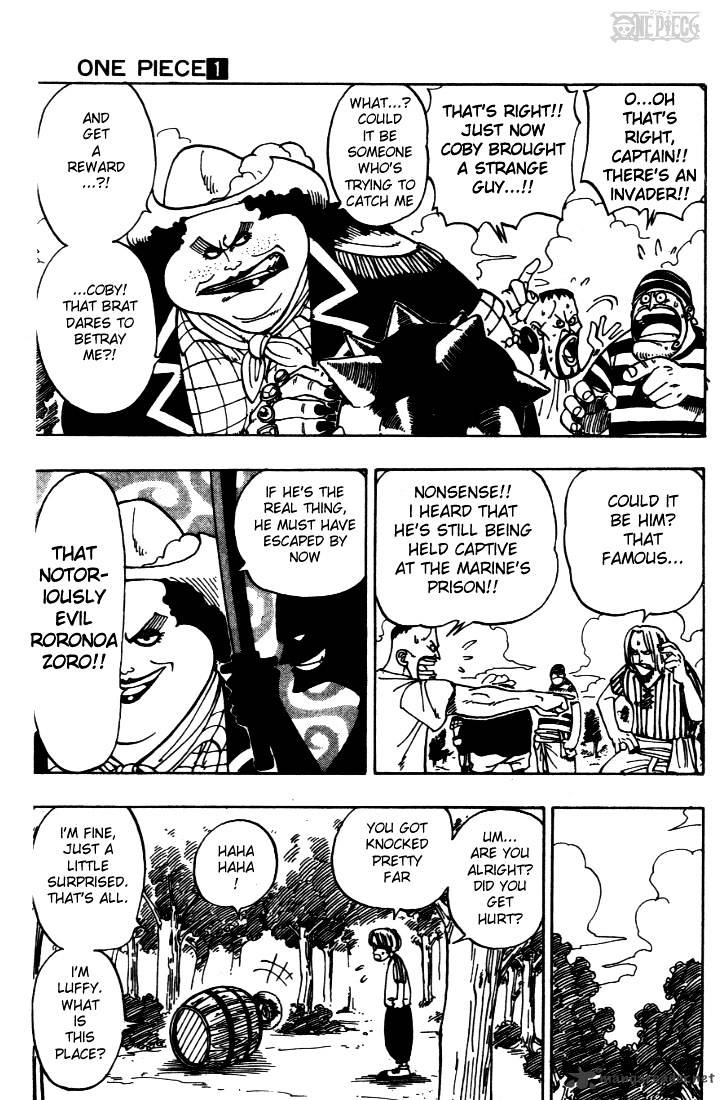 ONE PIECE
ONE PIECE 1
O...OH
THAT'S
RIGHT,
CAPTAIN!!
THERE'S AN
INVADER!!
THAT'S RIGHT!!
JUST NOW
COBY BROUGHT
A STRANGE
GUY...!!
WHAT...?
COULD
IT BE
SOMEONE
WHO'S
TRYING TO
CATCH ME
AND
GET
A
REWARD
...?!
...COBY!
THAT BRAT
DARES TO
BETRAY
ME?!
COULD IT
BE HIM?
THAT
FAMOUS...
NONSENSE!!
I HEARD THAT
HE'S STILL BEING
HELD CAPTIVE
AT THE MARINE'S
PRISON!!
IF HE'S THE
REAL THING,
HE MUST HAVE
ESCAPED BY
NOW
THAT
NOTOR-
IOUSLY
EVIL
RORONOA
ZORO!!
UM...
ARE YOU
ALRIGHT?
DID YOU
GET
HURT?
YOU GOT
KNOCKED
PRETTY
FAR
HAHA
HAHA
!
I'M FINE,
JUST A
LITTLE
SURPRISED.
THAT'S ALL.
I'M
LUFFY.
WHAT
IS
THIS
PLACE?